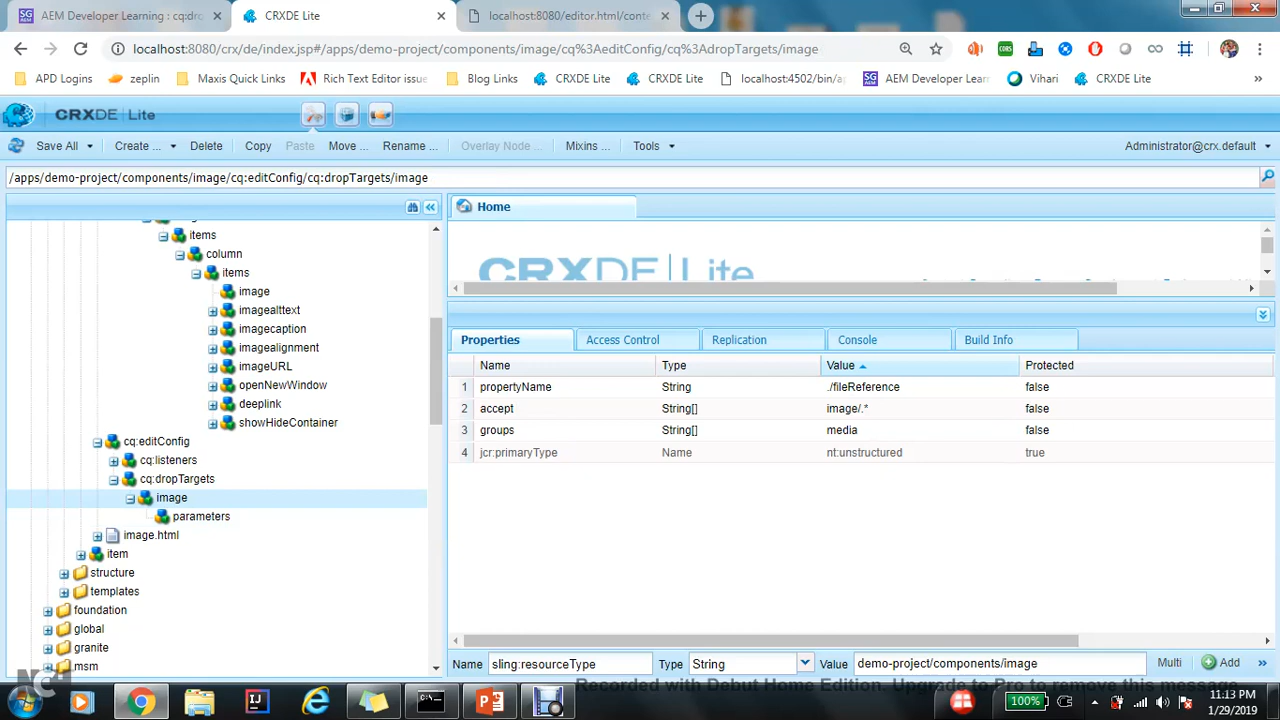 AEM Developer Learning : cq:dro
CRXDE Lite
localhost:8080/editor.html/conte
localhost:8080/crx/de/index.jsp#/apps/demo-project/components/image/cq%3AeditConfig/cq%3AdropTargets/image
APD Logins
zeplin
Maxis Quick Links
Rich Text Editor issue
Blog Links
CRXDE Lite
CRXDE Lite
localhost:4502/bin/a
AEM Developer Learn
Vihari
CRXDE Lite
CRXDE | Lite
Save All
Create ...
Delete
Copy
Paste
Move ...
Rename ...
Overlay Node ...
Mixins ...
Tools
Administrator@crx.default
/apps/demo-project/components/image/cq:editConfig/cq:dropTargets/image
Home
CRXDE | Lite
items
column
items
image
imagealttext
imagecaption
imagealignment
imageURL
openNewWindow
deeplink
showHideContainer
cq:editConfig
cq:listeners
cq:dropTargets
image
parameters
image.html
item
structure
templates
foundation
global
granite
msm
Properties
Access Control
Replication
Console
Build Info
Name Type Value Protected
1 propertyName String ./fileReference false
2 accept String[] image/.* false
3 groups String[] media false
4 jcr:primaryType Name nt:unstructured true
Name sling:resourceType Type String Value demo-project/components/image Multi Add
Recorded with Debut Home Edition. Upgrade to Pro to remove this message
NCH
100%
11:13 PM
1/29/2019